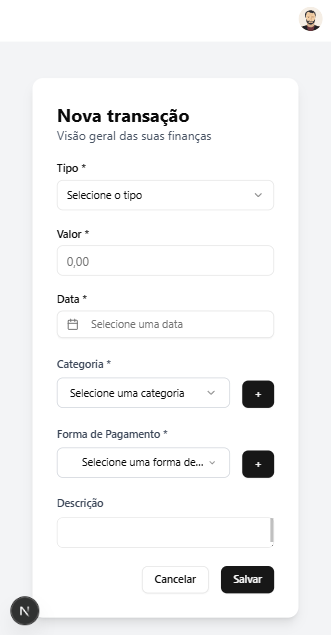 Nova transação
Visão geral das suas finanças
Tipo *
Selecione o tipo
Valor *
0,00
Data *
Selecione uma data
Categoria *
Selecione uma categoria
+
Forma de Pagamento *
Selecione uma forma de...
+
Descrição
Cancelar
Salvar
N